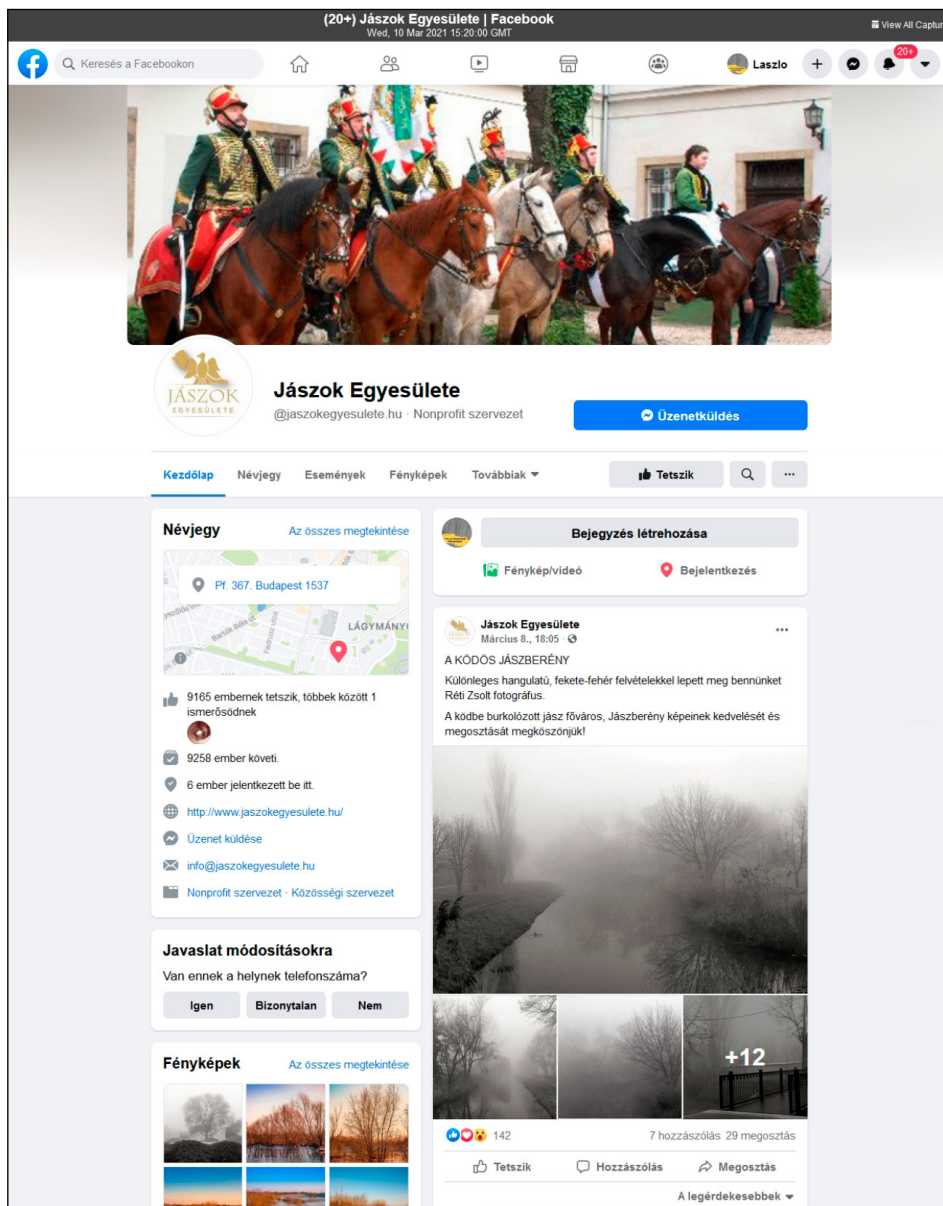 (20+) Jászok Egyesülete | Facebook
Wed, 10 Mar 2021 15:20:00 GMT
View All Captur
Keresés a Facebookon
Laszlo
20+
JÁSZOK
EGYESÜLETE
Jászok Egyesülete
@jaszokegyesulete.hu · Nonprofit szervezet
Üzenetküldés
Kezdőlap Névjegy Események Fényképek Továbbiak
Tetszik
Névjegy
Az összes megtekintése
Pf. 367. Budapest 1537
Bartók Béla út
LÁGYMÁNY
9165 embernek tetszik, többek között 1
ismerősödnek
9258 ember követi.
6 ember jelentkezett be itt.
http://www.jaszokegyesulete.hu/
Üzenet küldése
info@jaszokegyesulete.hu
Nonprofit szervezet · Közösségi szervezet
Javaslat módosításokra
Van ennek a helynek telefonszáma?
Igen Bizonytalan Nem
Fényképek
Az összes megtekintése
Bejegyzés létrehozása
Fénykép/videó Bejelentkezés
Jászok Egyesülete
Március 8., 18:05 ·
A KÖDÖS JÁSZBERÉNY
Különleges hangulatú, fekete-fehér felvételekkel lepett meg bennünket
Réti Zsolt fotográfus.
A ködbe burkolózott jász főváros, Jászberény képeinek kedvelését és
megosztását megköszönjük!
+12
142
7 hozzászólás 29 megosztás
Tetszik Hozzászólás Megosztás
A legérdekesebbek